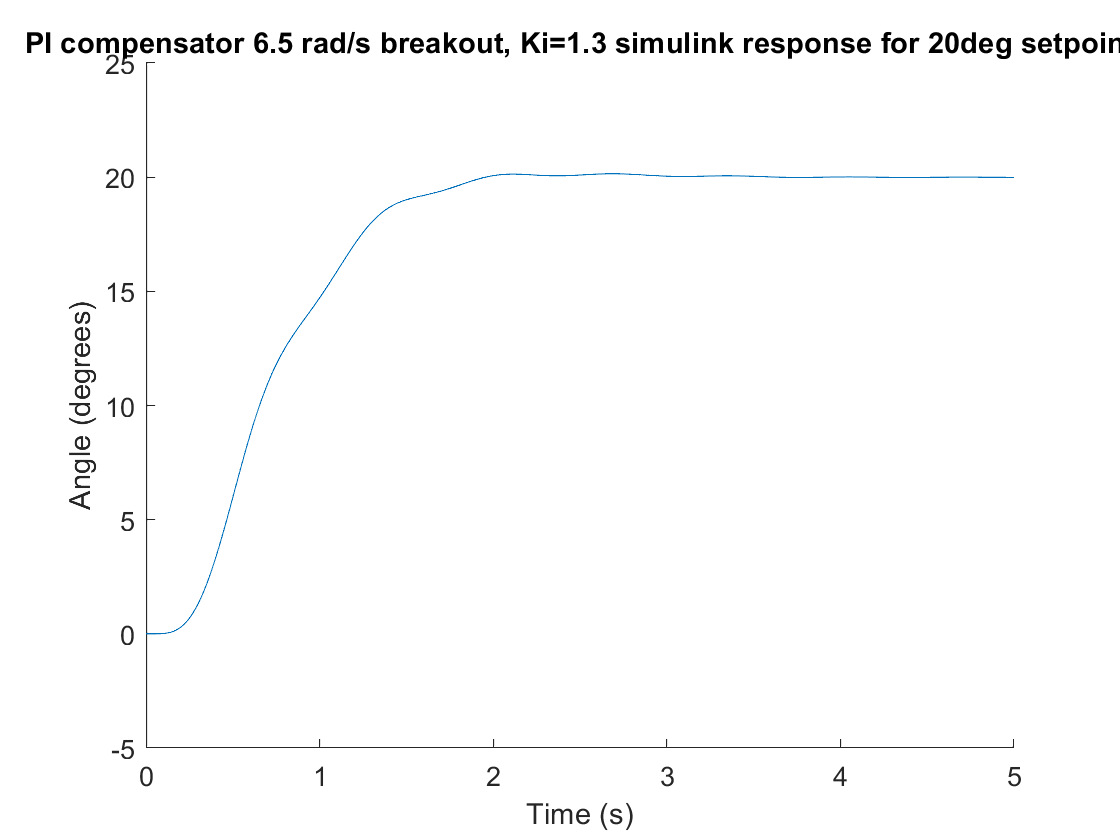 PI compensator 6.5 rad/s breakout, Ki=1.3 simulink response for 20deg setpoin
25
20
15
10
5
0
-5
Angle (degrees)
0 1 2 3 4 5
Time (s)